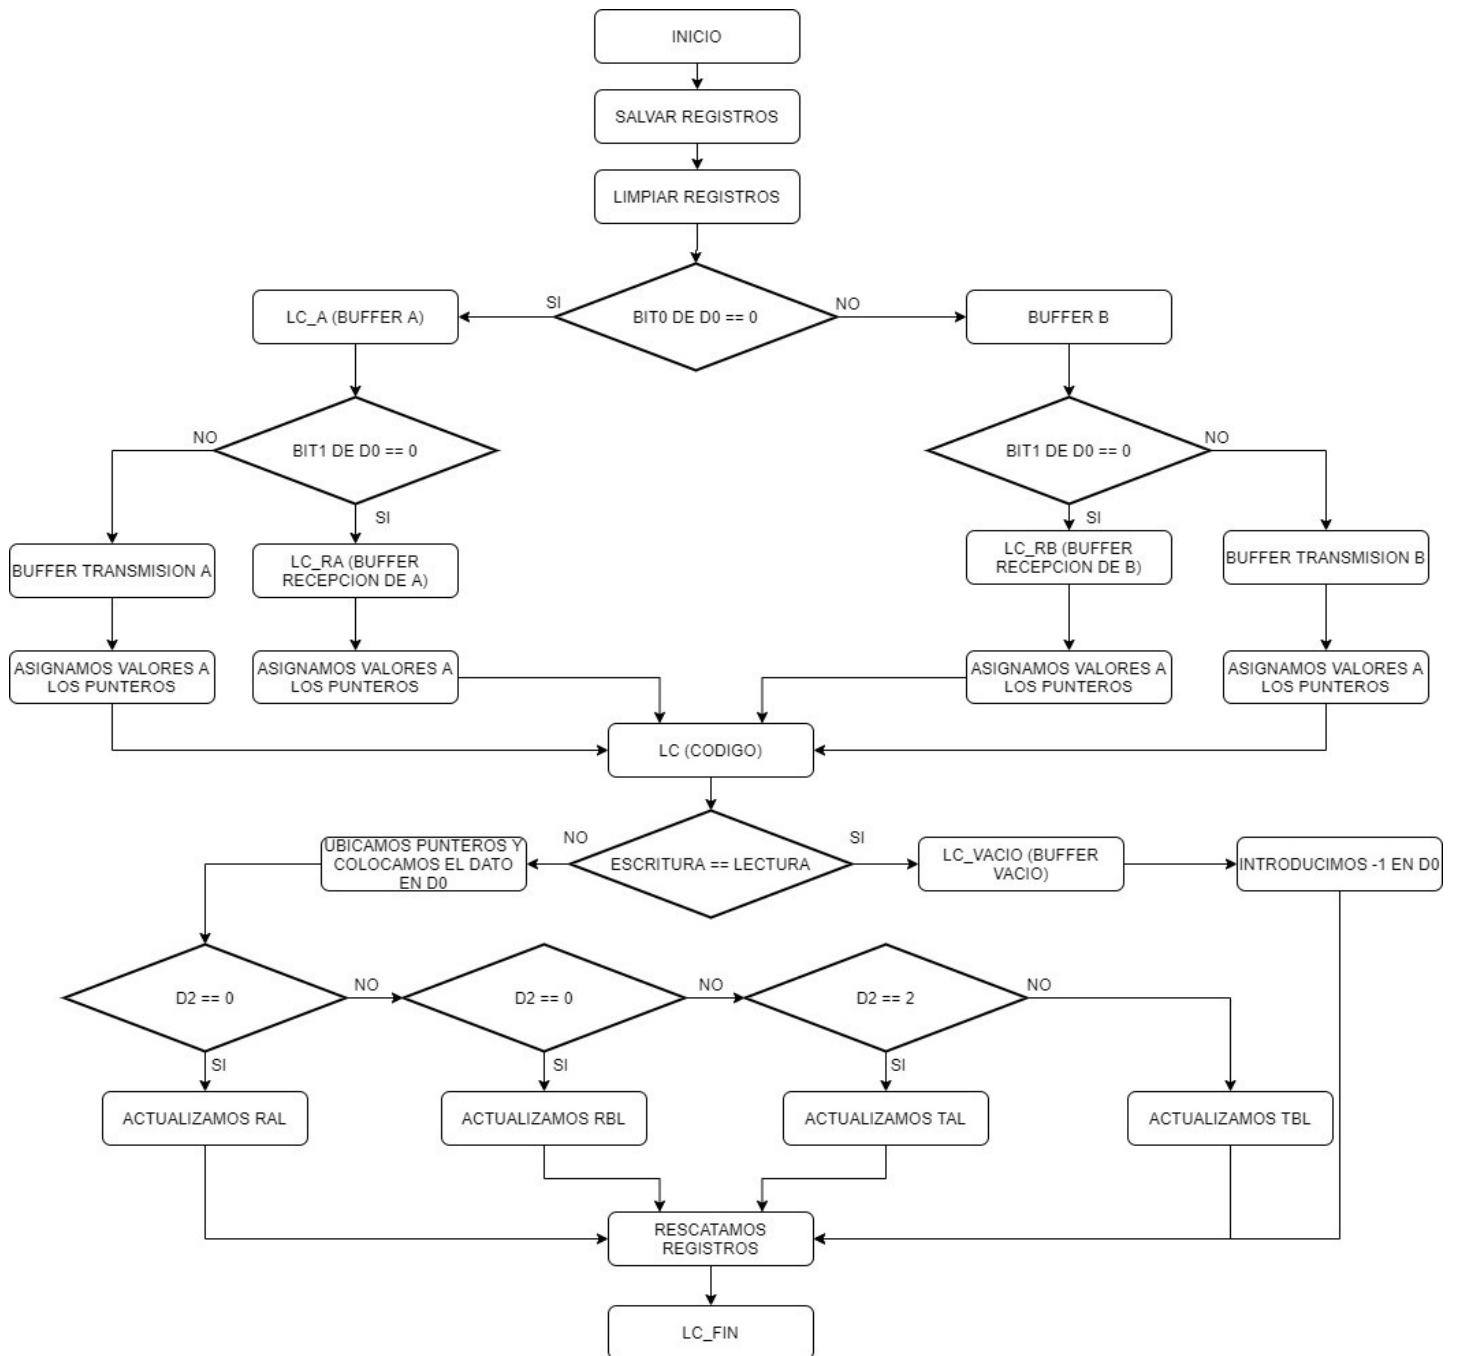 INICIO
SALVAR REGISTROS
LIMPIAR REGISTROS
BIT0 DE D0 == 0
SI
NO
LC_A (BUFFER A)
BUFFER B
BIT1 DE D0 == 0
NO
SI
BIT1 DE D0 == 0
NO
SI
BUFFER TRANSMISION A
LC_RA (BUFFER
RECEPCION DE A)
LC_RB (BUFFER
RECEPCION DE B)
BUFFER TRANSMISION B
ASIGNAMOS VALORES A
LOS PUNTEROS
ASIGNAMOS VALORES A
LOS PUNTEROS
ASIGNAMOS VALORES A
LOS PUNTEROS
ASIGNAMOS VALORES A
LOS PUNTEROS
LC (CODIGO)
ESCRITURA == LECTURA
NO
SI
UBICAMOS PUNTEROS Y
COLOCAMOS EL DATO
EN D0
LC_VACIO (BUFFER
VACIO)
INTRODUCIMOS -1 EN D0
D2 == 0
NO
D2 == 0
NO
D2 == 2
NO
SI
SI
SI
ACTUALIZAMOS RAL
ACTUALIZAMOS RBL
ACTUALIZAMOS TAL
ACTUALIZAMOS TBL
RESCATAMOS
REGISTROS
LC_FIN